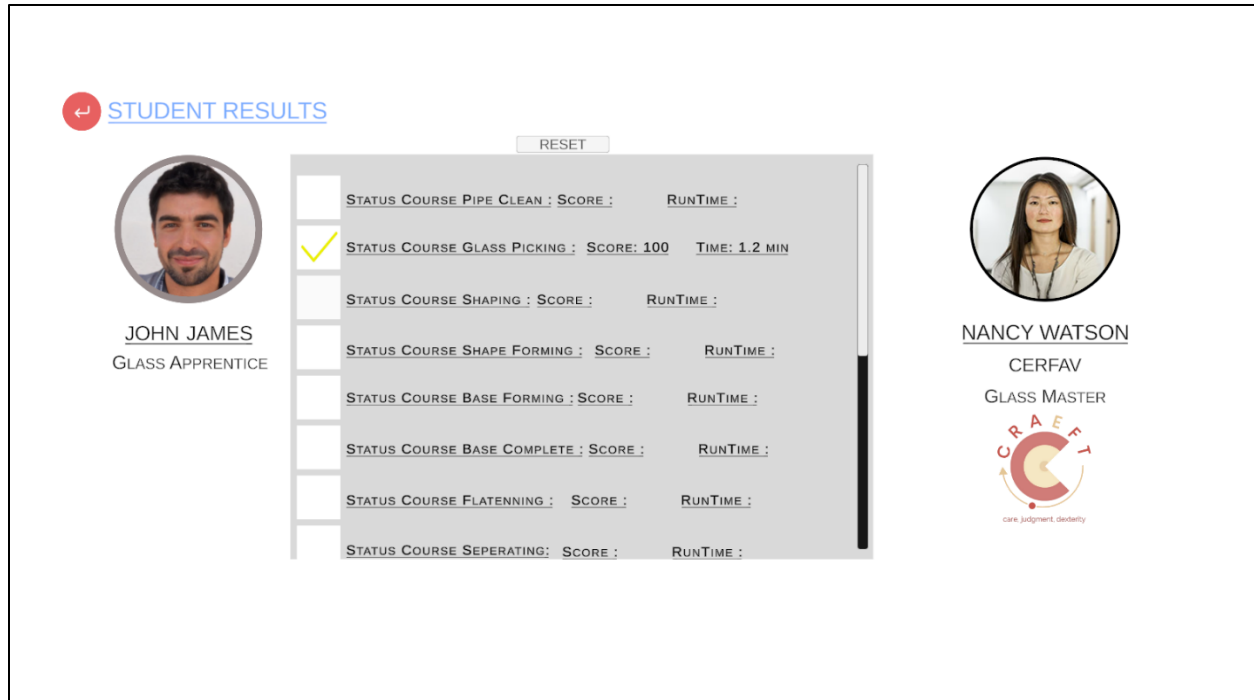 STUDENT RESULTS
RESET
STATUS COURSE PIPE CLEAN : SCORE : RUNTIME :
STATUS COURSE GLASS PICKING : SCORE: 100 TIME: 1.2 MIN
STATUS COURSE SHAPING : SCORE : RUNTIME :
STATUS COURSE SHAPE FORMING : SCORE : RUNTIME :
STATUS COURSE BASE FORMING : SCORE : RUNTIME :
STATUS COURSE BASE COMPLETE : SCORE : RUNTIME :
STATUS COURSE FLATENNING : SCORE : RUNTIME :
STATUS COURSE SEPERATING: SCORE : RUNTIME :
JOHN JAMES
GLASS APPRENTICE
NANCY WATSON
CERFAV
GLASS MASTER
CRAEFT
care, judgment, dexterity